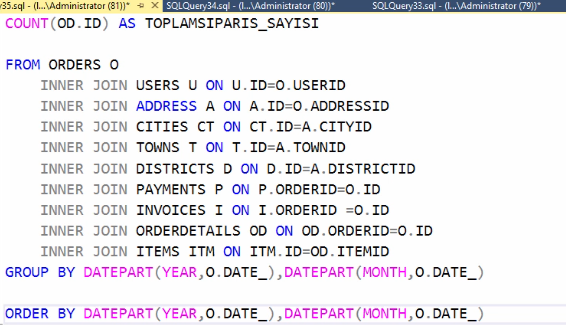 35.sql - (l...\Administrator (81))* SQLQuery34.sql - (l...\Administrator (80))* SQLQuery33.sql - (l...\Administrator (79))*
COUNT(OD.ID) AS TOPLAMSIPARIS_SAYISI
FROM ORDERS O
INNER JOIN USERS U ON U.ID=O.USERID
INNER JOIN ADDRESS A ON A.ID=O.ADDRESSID
INNER JOIN CITIES CT ON CT.ID=A.CITYID
INNER JOIN TOWNS T ON T.ID=A.TOWNID
INNER JOIN DISTRICTS D ON D.ID=A.DISTRICTID
INNER JOIN PAYMENTS P ON P.ORDERID=O.ID
INNER JOIN INVOICES I ON I.ORDERID =O.ID
INNER JOIN ORDERDETAILS OD ON OD.ORDERID=O.ID
INNER JOIN ITEMS ITM ON ITM.ID=OD.ITEMID
GROUP BY DATEPART(YEAR,O.DATE_),DATEPART(MONTH,O.DATE_)
ORDER BY DATEPART(YEAR,O.DATE_),DATEPART(MONTH,O.DATE_)